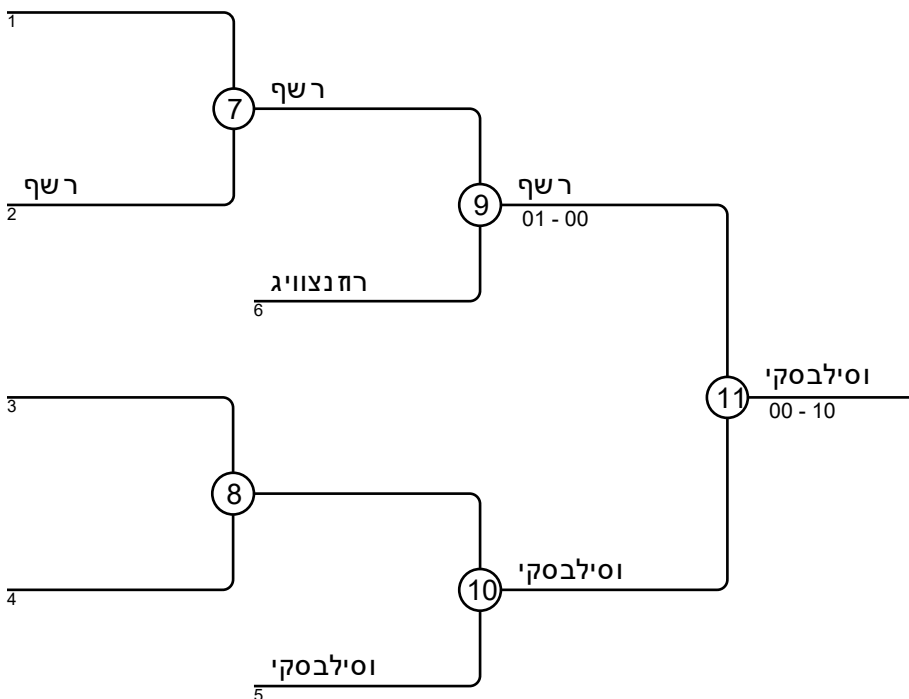 1
רשף
7
רשף
2
רשף
9
01 - 00
רוזנצוויג
6
וסילבסקי
11
00 - 10
3
8
וסילבסקי
10
4
וסילבסקי
5